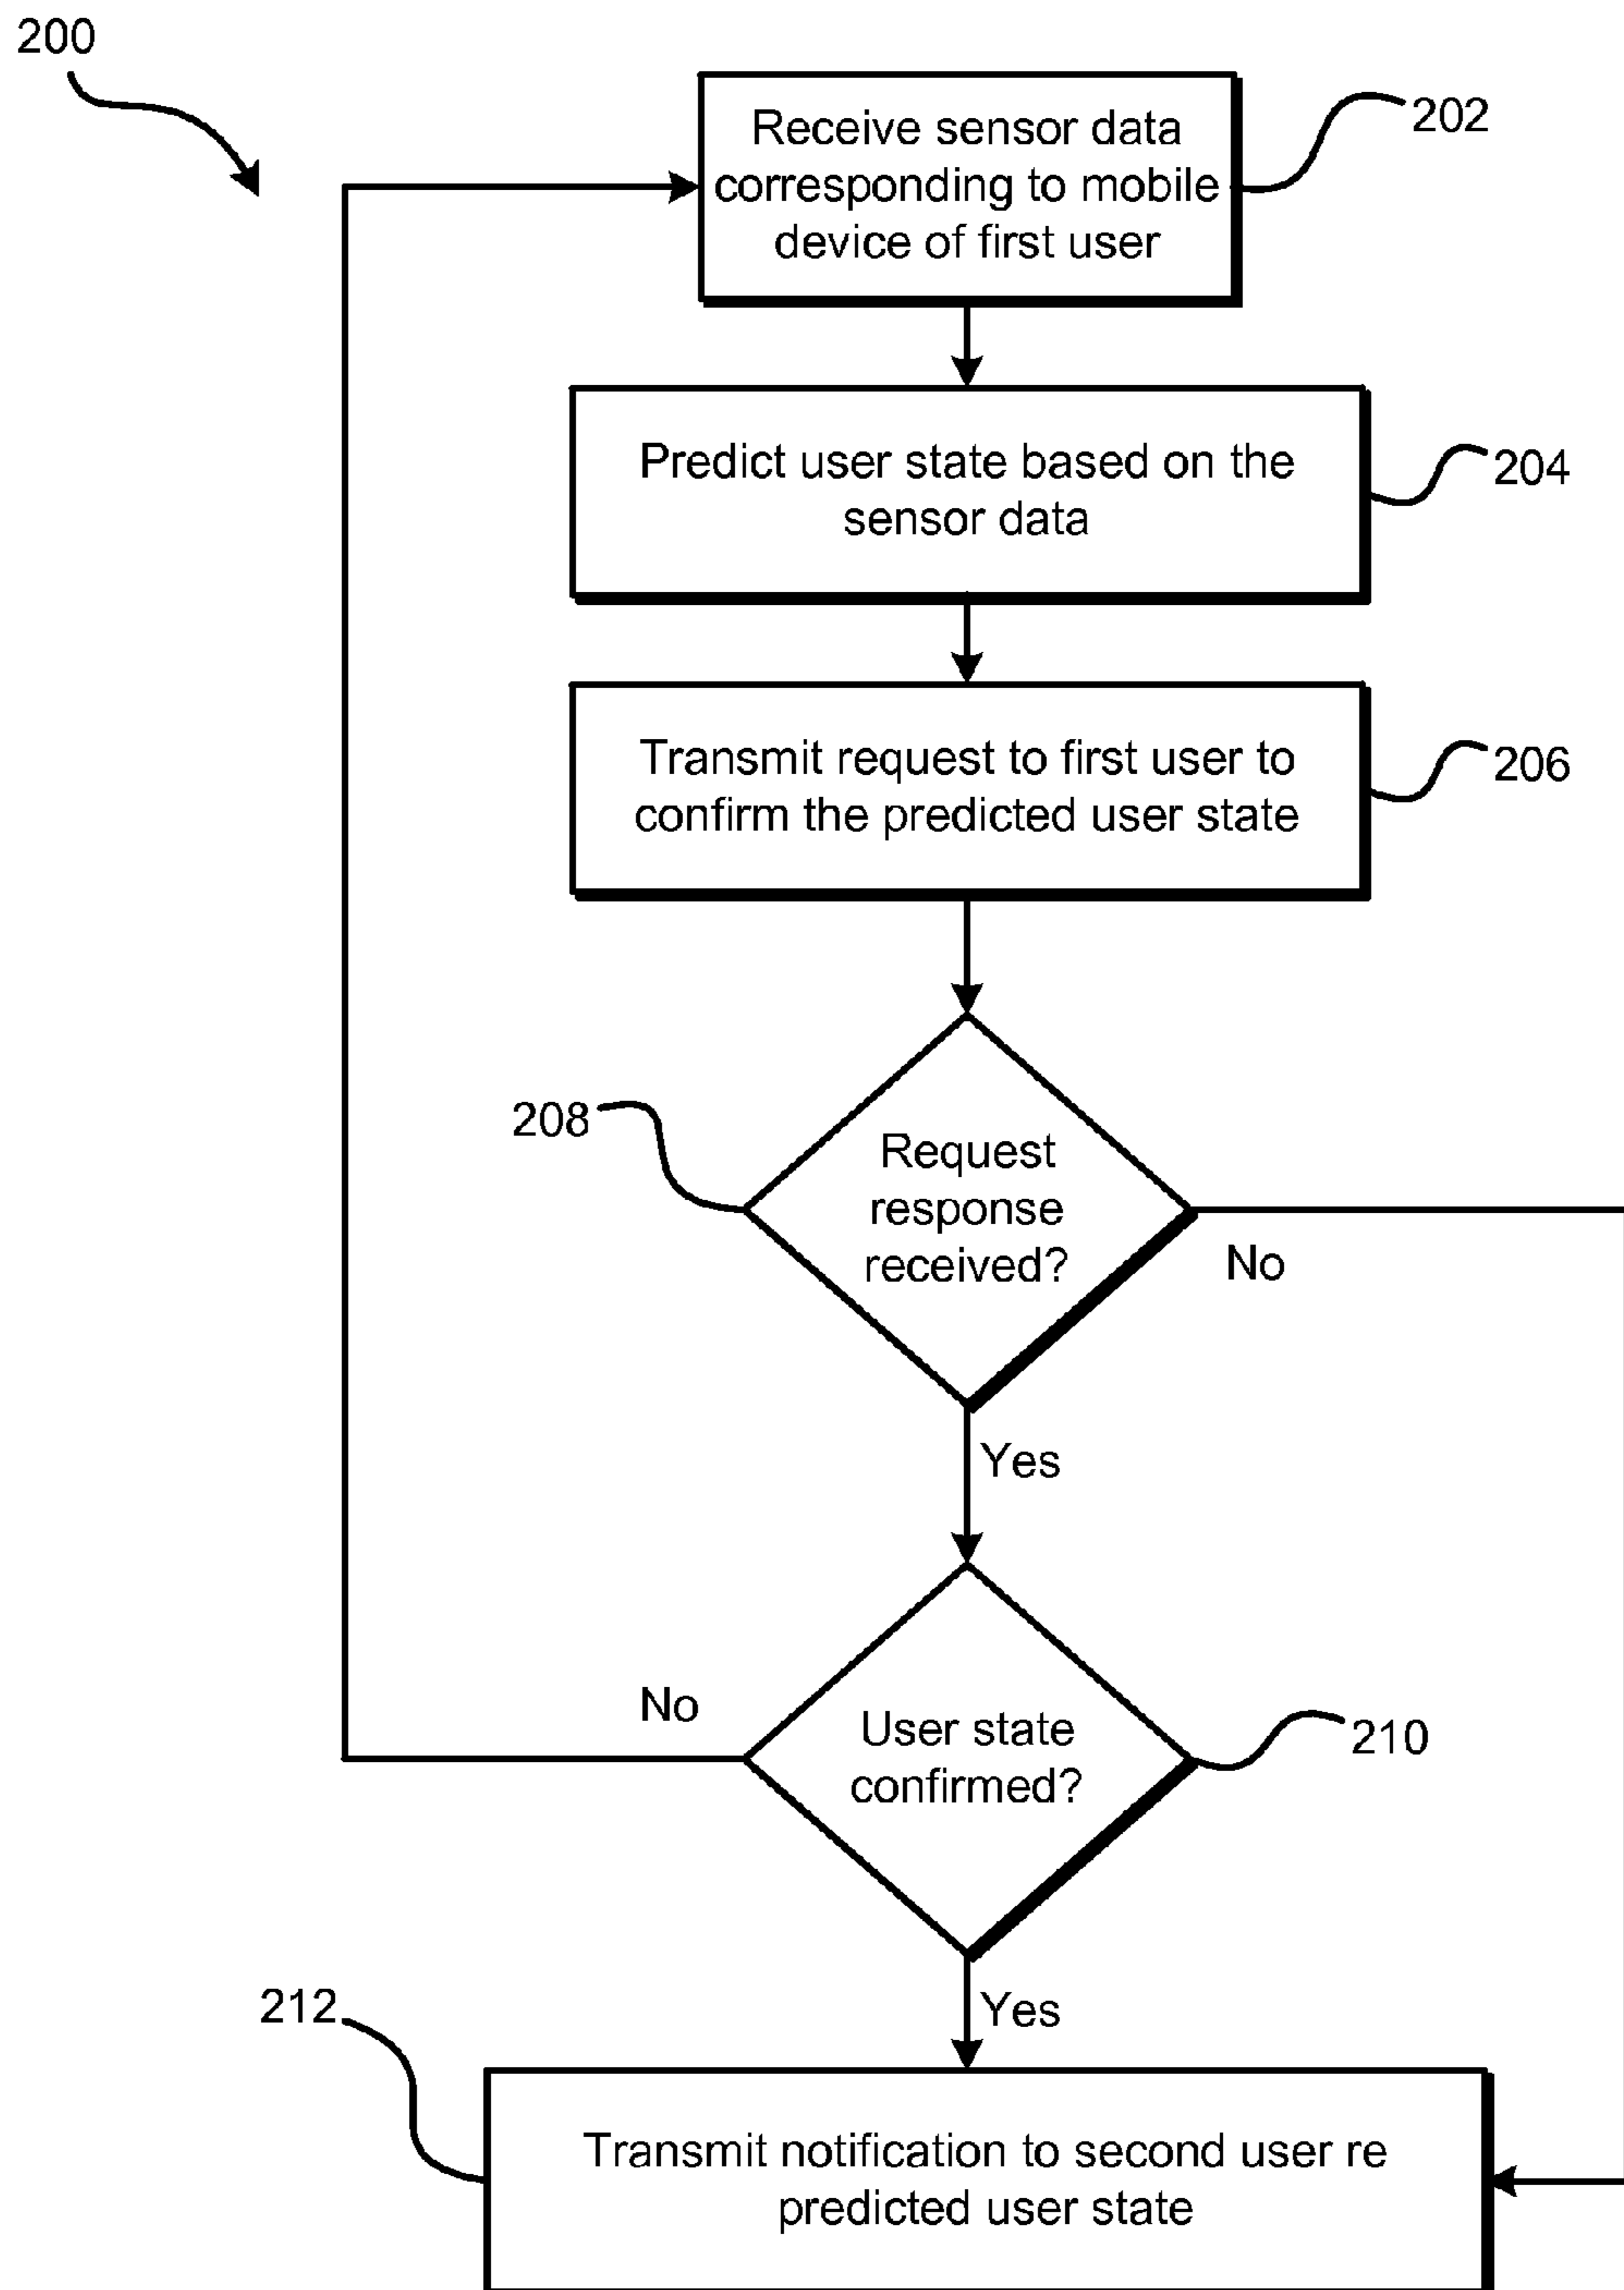 200
Receive sensor data
corresponding to mobile
device of first user
202
Predict user state based on the
sensor data
204
Transmit request to first user to
confirm the predicted user state
206
208
Request
response
received?
No
Yes
No
User state
confirmed?
210
Yes
212
Transmit notification to second user re
predicted user state